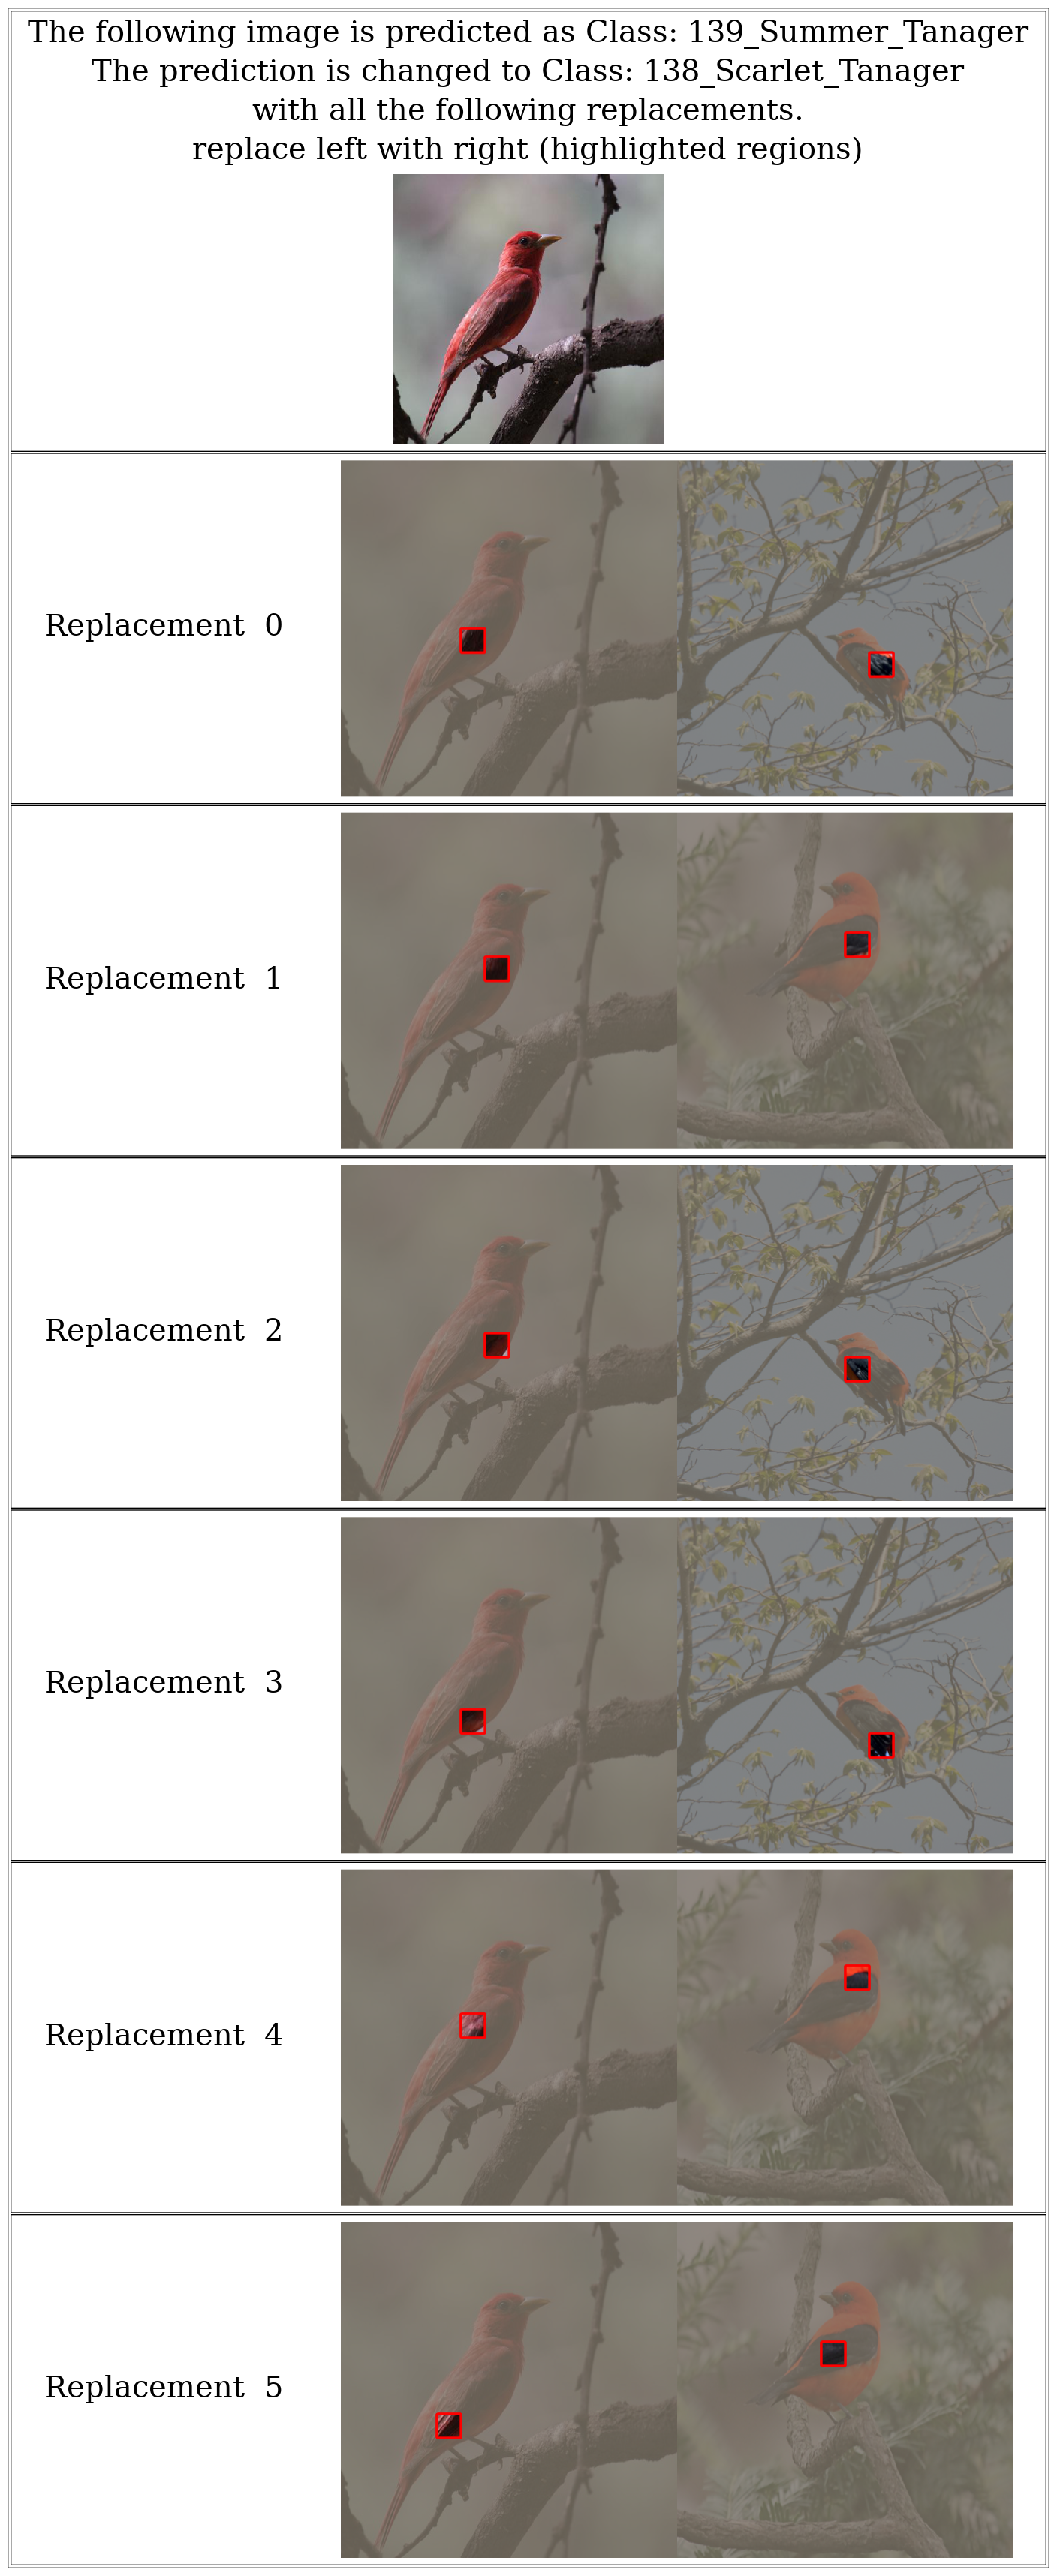 The following image is predicted as Class: 139_Summer_Tanager
The prediction is changed to Class: 138_Scarlet_Tanager
with all the following replacements.
replace left with right (highlighted regions)
Replacement 0
Replacement 1
Replacement 2
Replacement 3
Replacement 4
Replacement 5